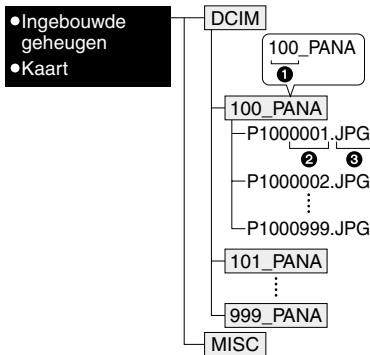 ●Ingebouwde
geheugen
●Kaart
DCIM
100_PANA
❶
100_PANA
P1000001.JPG
❷ ❸
P1000002.JPG
P1000999.JPG
101_PANA
999_PANA
MISC